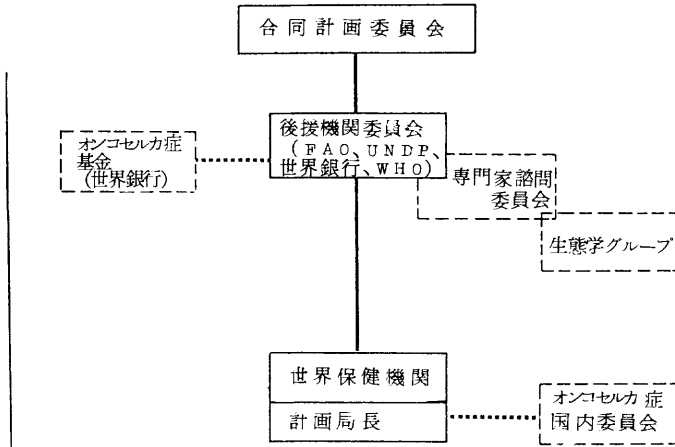 合同計画委員会
後援機関委員会
(FAO、UNDP、
世界銀行、WHO)
オンコセルカ症
基金
(世界銀行)
専門家諮問
委員会
生態学グループ
世界保健機関
計画局長
オンコセルカ症
国内委員会